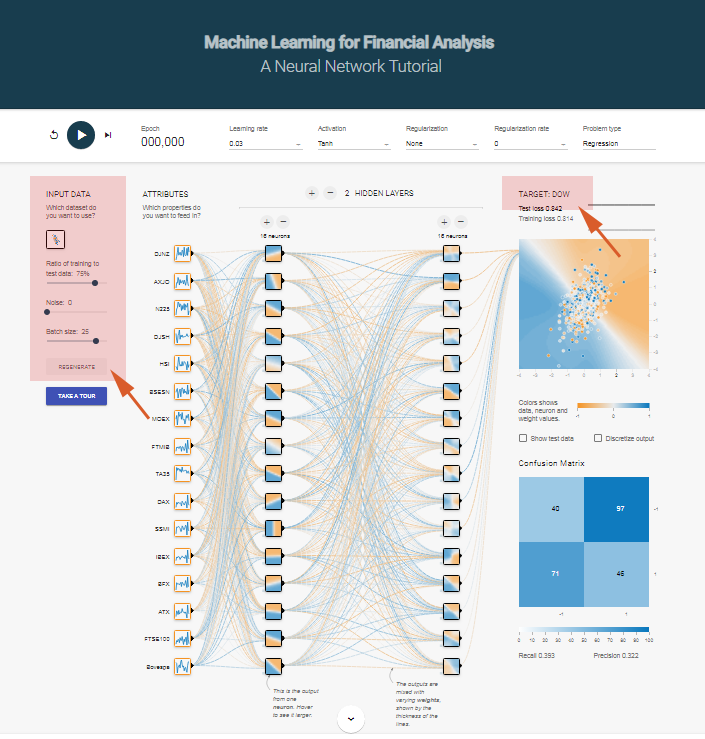 Machine Learning for Financial Analysis
A Neural Network Tutorial
Epoch
000,000
Learning rate
0.03
Activation
Tanh
Regularization
None
Regularization rate
0
Problem type
Regression
INPUT DATA
Which dataset do
you want to use?
Ratio of training to
test data: 75%
Noise: 0
Batch size: 25
REGENERATE
TAKE A TOUR
ATTRIBUTES
Which properties do
you want to feed in?
DJNZ
AXJO
N225
DJSH
HSI
BSESN
MOEX
FTMIB
TA35
DAX
SSMI
IBEX
BFX
ATX
FTSE100
Bovespa
+ − 2 HIDDEN LAYERS
+ −
16 neurons
+ −
16 neurons
This is the output
from one
neuron. Hover
to see it larger.
The outputs are
mixed with
varying weights,
shown by the
thickness of the
lines.
TARGET: DOW
Test loss 0.842
Training loss 0.814
Colors shows
data, neuron and
weight values.
-1 0 1
Show test data
Discretize output
Confusion Matrix
40 97 -1
71 46 1
-1 1
0 10 20 30 40 50 60 70 80 90 100
Recall 0.393 Precision 0.322